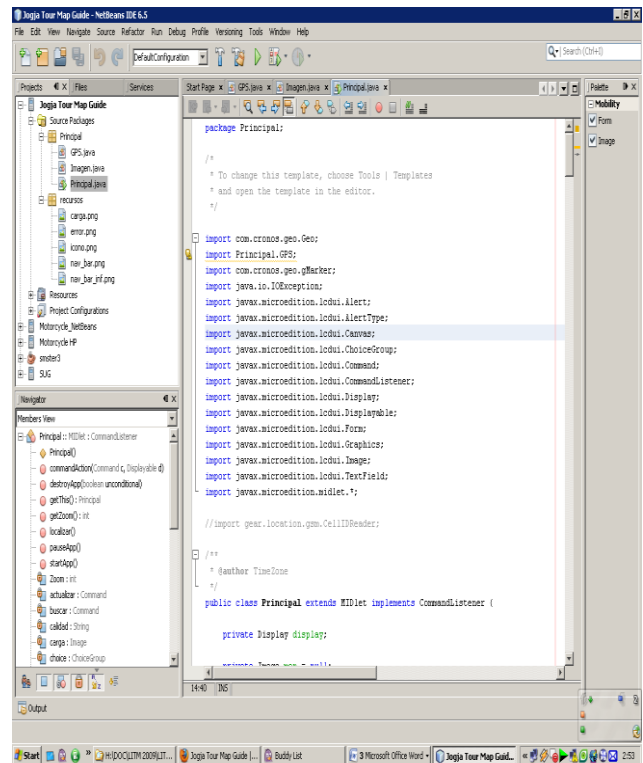 Jogja Tour Map Guide - NetBeans IDE 6.5
File Edit View Navigate Source Refactor Run Debug Profile Versioning Tools Window Help
DefaultConfiguration
Search (Ctrl+I)
Projects Files Services
Jogja Tour Map Guide
Source Packages
Principal
GPS.java
Imagen.java
Principal.java
recursos
carga.png
error.png
icono.png
nav_bar.png
nav_bar_inf.png
Resources
Project Configurations
Motorcycle_NetBeans
Motorcycle HP
smster3
SUG
Navigator
Members View
Principal :: MIDlet : CommandListener
Principal()
commandAction(Command c, Displayable d)
destroyApp(boolean unconditional)
getThis() : Principal
getZoom() : int
localizar()
pauseApp()
startApp()
Zoom : int
actualizar : Command
buscar : Command
calidad : String
carga : Image
choice : ChoiceGroup
Start Page GPS.java Imagen.java Principal.java
package Principal;
/*
* To change this template, choose Tools | Templates
* and open the template in the editor.
*/
import com.cronos.geo.Geo;
import Principal.GPS;
import com.cronos.geo.gMarker;
import java.io.IOException;
import javax.microedition.lcdui.Alert;
import javax.microedition.lcdui.AlertType;
import javax.microedition.lcdui.Canvas;
import javax.microedition.lcdui.ChoiceGroup;
import javax.microedition.lcdui.Command;
import javax.microedition.lcdui.CommandListener;
import javax.microedition.lcdui.Display;
import javax.microedition.lcdui.Displayable;
import javax.microedition.lcdui.Form;
import javax.microedition.lcdui.Graphics;
import javax.microedition.lcdui.Image;
import javax.microedition.lcdui.TextField;
import javax.microedition.midlet.*;
//import gear.location.gsm.CellIDReader;
/**
* @author TimeZone
*/
public class Principal extends MIDlet implements CommandListener {
private Display display;
private Image map = null;
14:40 INS
Palette
Mobility
Form
Image
Output
Start
H:\DOC\LITM 2009\LIT...
Jogja Tour Map Guide |...
Buddy List
3 Microsoft Office Word
Jogja Tour Map Guid...
2:53